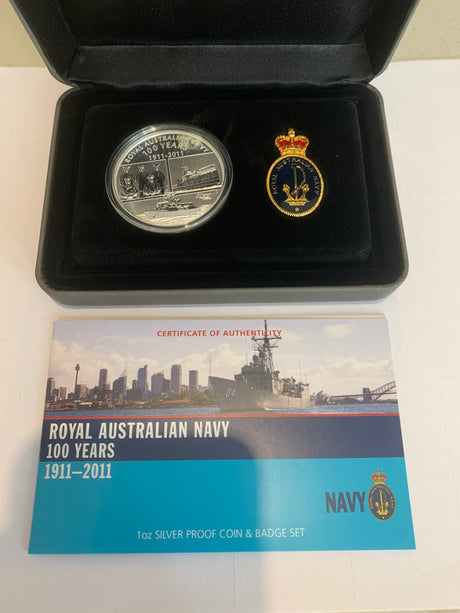 ROYAL AUSTRALIAN NAVY
100 YEARS
1911-2011
ROYAL AUSTRALIAN NAVY
CERTIFICATE OF AUTHENTICITY
04
ROYAL AUSTRALIAN NAVY
100 YEARS
1911–2011
NAVY
1oz SILVER PROOF COIN & BADGE SET